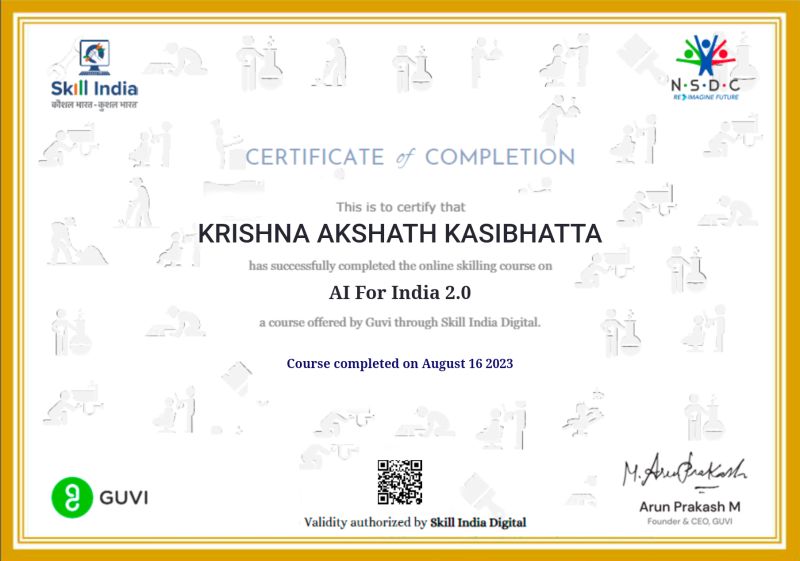 Skill India
कौशल भारत - कुशल भारत
N·S·D·C
RE IMAGINE FUTURE
CERTIFICATE of COMPLETION
This is to certify that
KRISHNA AKSHATH KASIBHATTA
has successfully completed the online skilling course on
AI For India 2.0
a course offered by Guvi through Skill India Digital.
Course completed on August 16 2023
GUVI
Validity authorized by Skill India Digital
M. Arun Prakash
Arun Prakash M
Founder & CEO, GUVI